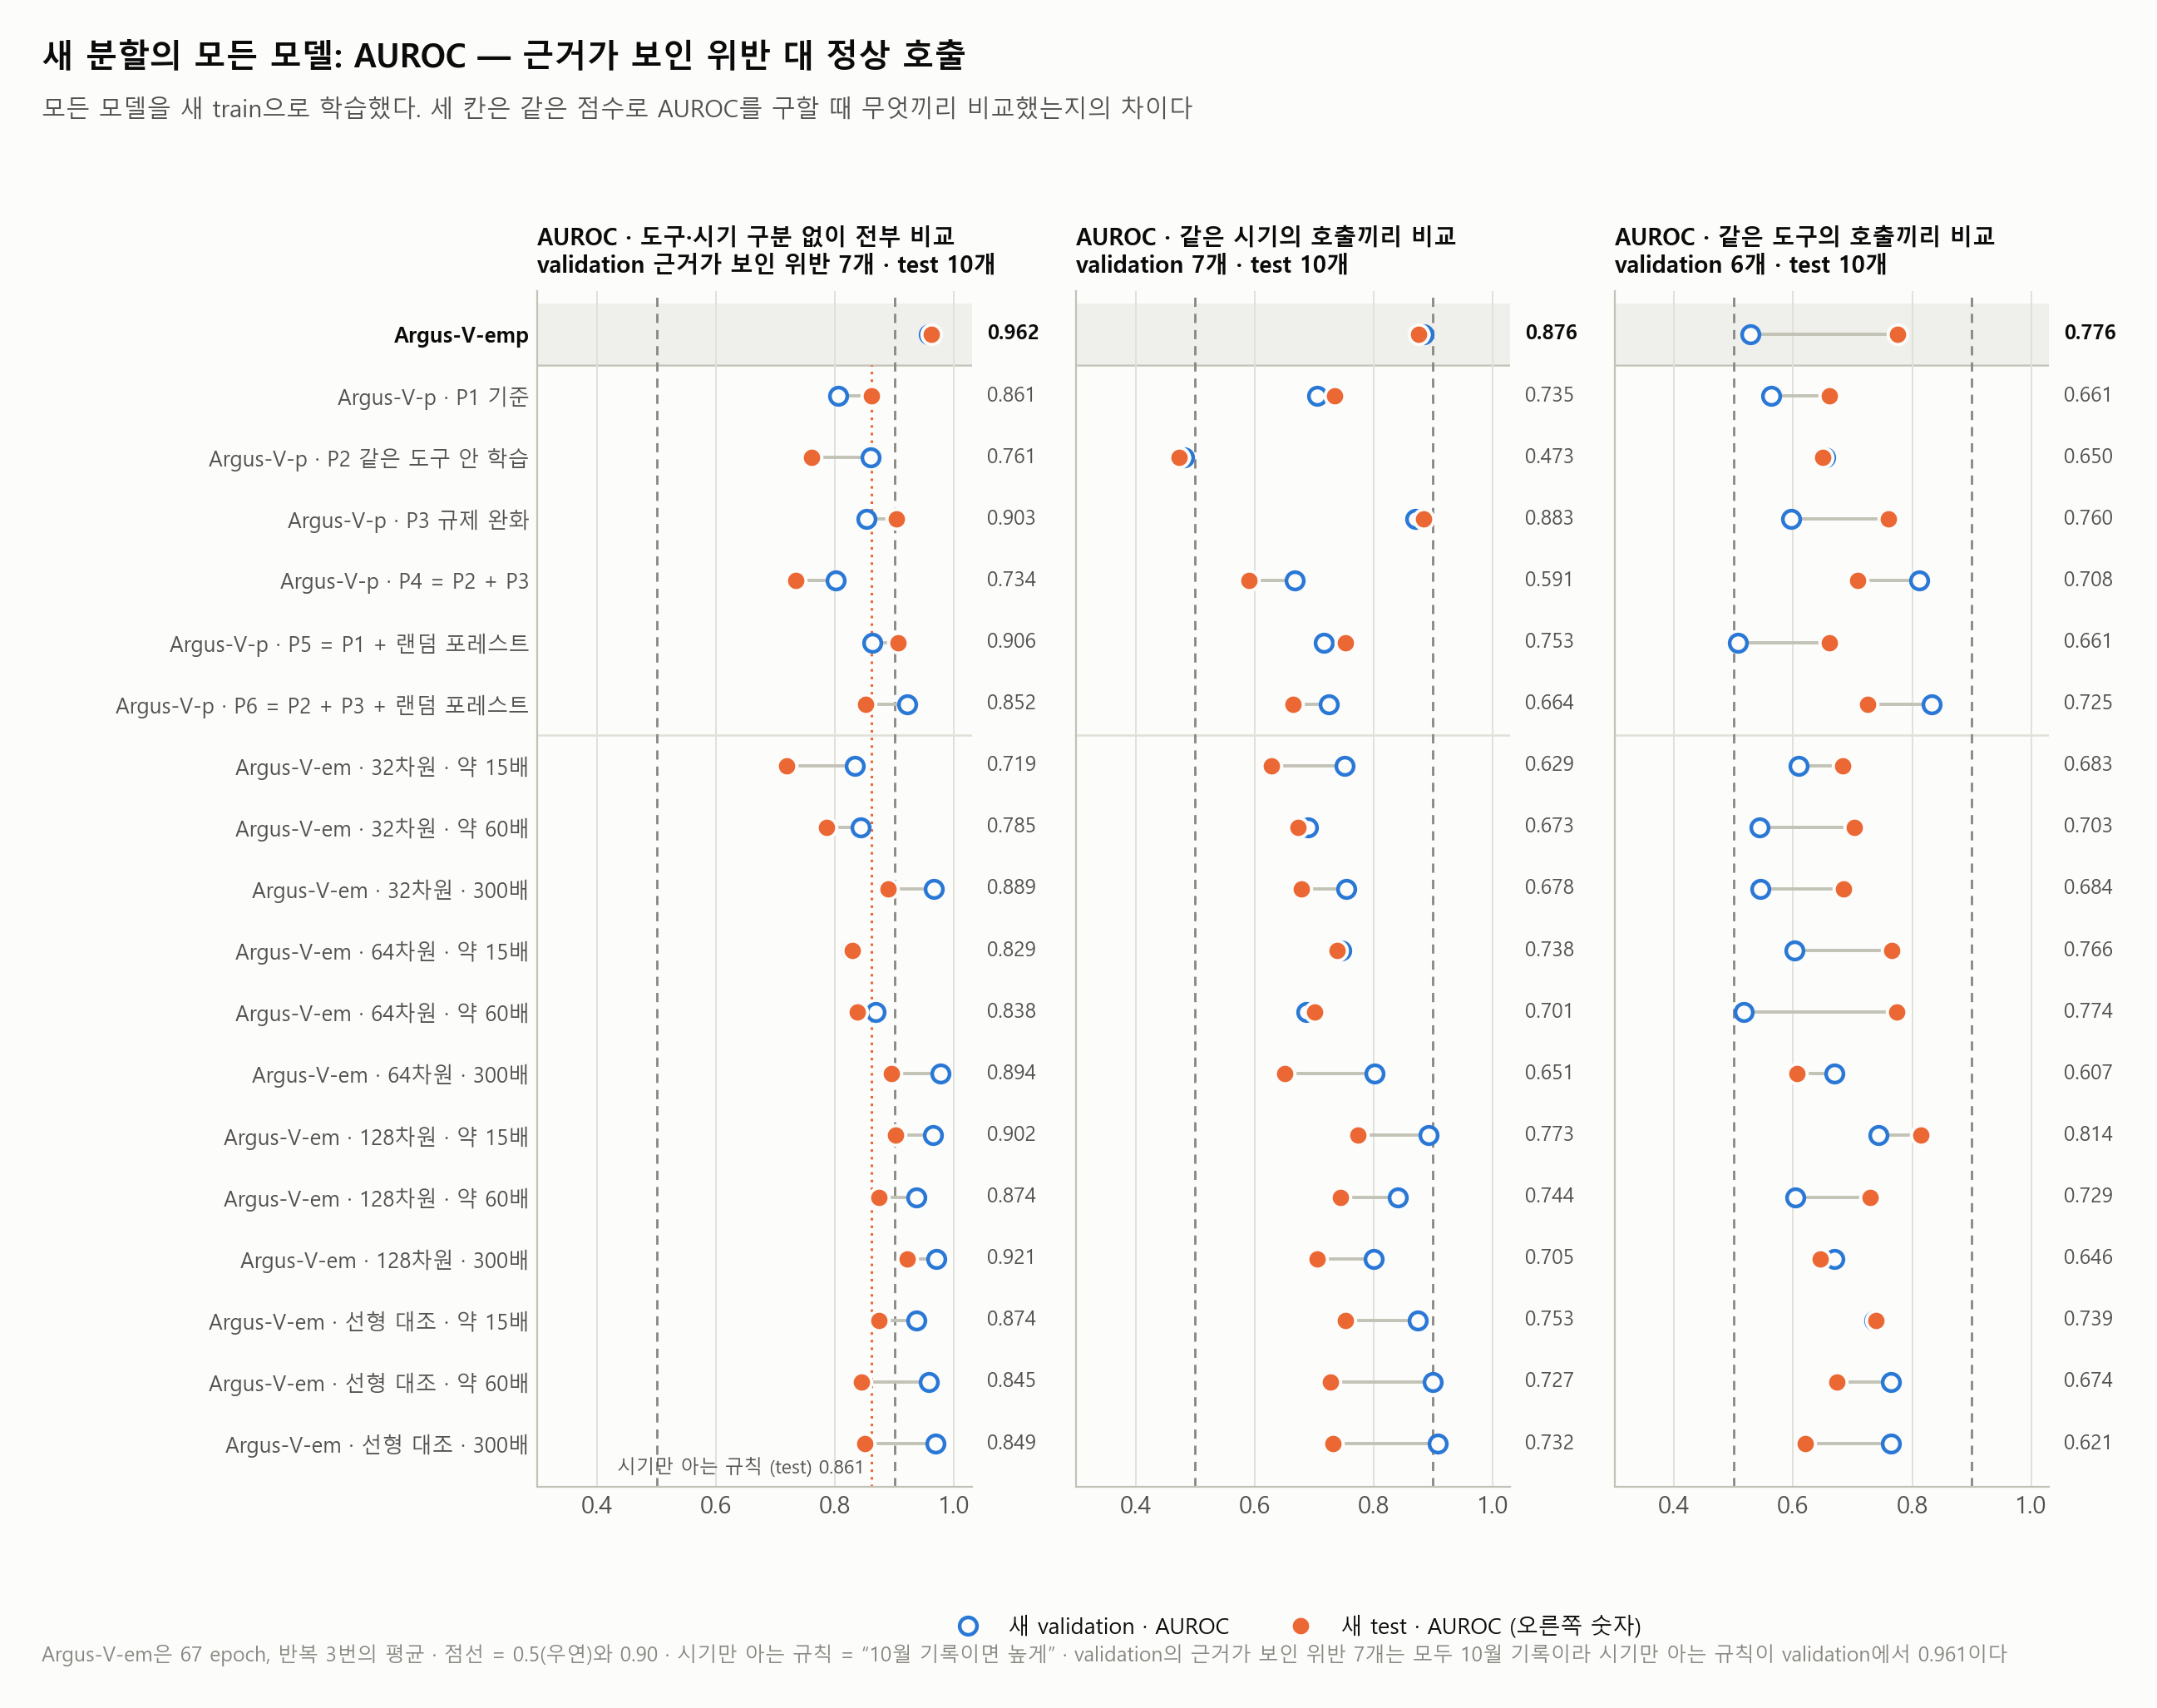 새 분할의 모든 모델: AUROC — 근거가 보인 위반 대 정상 호출
모든 모델을 새 train으로 학습했다. 세 칸은 같은 점수로 AUROC를 구할 때 무엇끼리 비교했는지의 차이다
AUROC · 도구·시기 구분 없이 전부 비교
validation 근거가 보인 위반 7개 · test 10개
AUROC · 같은 시기의 호출끼리 비교
validation 7개 · test 10개
AUROC · 같은 도구의 호출끼리 비교
validation 6개 · test 10개
Argus-V-emp 0.962 0.876 0.776
Argus-V-p · P1 기준 0.861 0.735 0.661
Argus-V-p · P2 같은 도구 안 학습 0.761 0.473 0.650
Argus-V-p · P3 규제 완화 0.903 0.883 0.760
Argus-V-p · P4 = P2 + P3 0.734 0.591 0.708
Argus-V-p · P5 = P1 + 랜덤 포레스트 0.906 0.753 0.661
Argus-V-p · P6 = P2 + P3 + 랜덤 포레스트 0.852 0.664 0.725
Argus-V-em · 32차원 · 약 15배 0.719 0.629 0.683
Argus-V-em · 32차원 · 약 60배 0.785 0.673 0.703
Argus-V-em · 32차원 · 300배 0.889 0.678 0.684
Argus-V-em · 64차원 · 약 15배 0.829 0.738 0.766
Argus-V-em · 64차원 · 약 60배 0.838 0.701 0.774
Argus-V-em · 64차원 · 300배 0.894 0.651 0.607
Argus-V-em · 128차원 · 약 15배 0.902 0.773 0.814
Argus-V-em · 128차원 · 약 60배 0.874 0.744 0.729
Argus-V-em · 128차원 · 300배 0.921 0.705 0.646
Argus-V-em · 선형 대조 · 약 15배 0.874 0.753 0.739
Argus-V-em · 선형 대조 · 약 60배 0.845 0.727 0.674
Argus-V-em · 선형 대조 · 300배 0.849 0.732 0.621
시기만 아는 규칙 (test) 0.861
0.4 0.6 0.8 1.0 0.4 0.6 0.8 1.0 0.4 0.6 0.8 1.0
새 validation · AUROC 새 test · AUROC (오른쪽 숫자)
Argus-V-em은 67 epoch, 반복 3번의 평균 · 점선 = 0.5(우연)와 0.90 · 시기만 아는 규칙 = “10월 기록이면 높게” · validation의 근거가 보인 위반 7개는 모두 10월 기록이라 시기만 아는 규칙이 validation에서 0.961이다